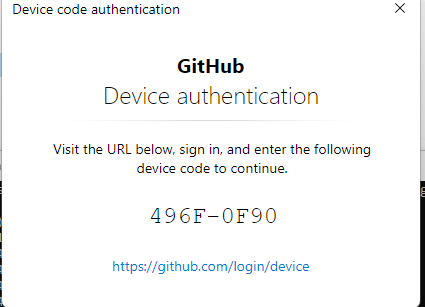 Device code authentication
GitHub
Device authentication
Visit the URL below, sign in, and enter the following
device code to continue.
496F-0F90
https://github.com/login/device